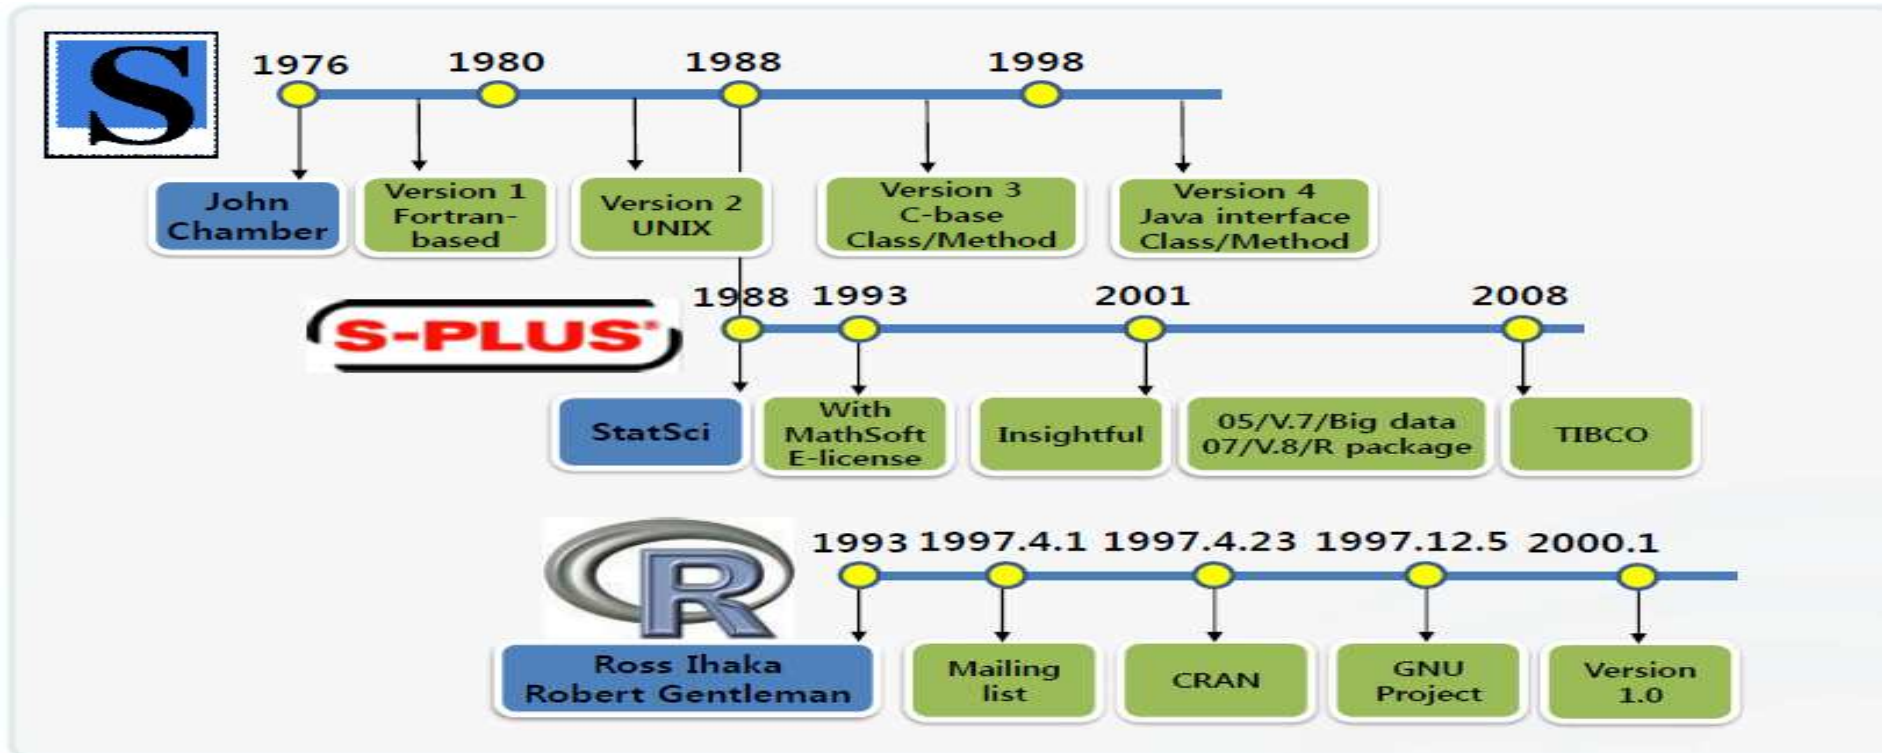 S
1976 1980 1988 1998
John
Chamber
Version 1
Fortran-
based
Version 2
UNIX
Version 3
C-base
Class/Method
Version 4
Java interface
Class/Method
S-PLUS®
1988 1993 2001 2008
StatSci
With
MathSoft
E-license
Insightful
05/V.7/Big data
07/V.8/R package
TIBCO
R
1993 1997.4.1 1997.4.23 1997.12.5 2000.1
Ross Ihaka
Robert Gentleman
Mailing
list
CRAN
GNU
Project
Version
1.0